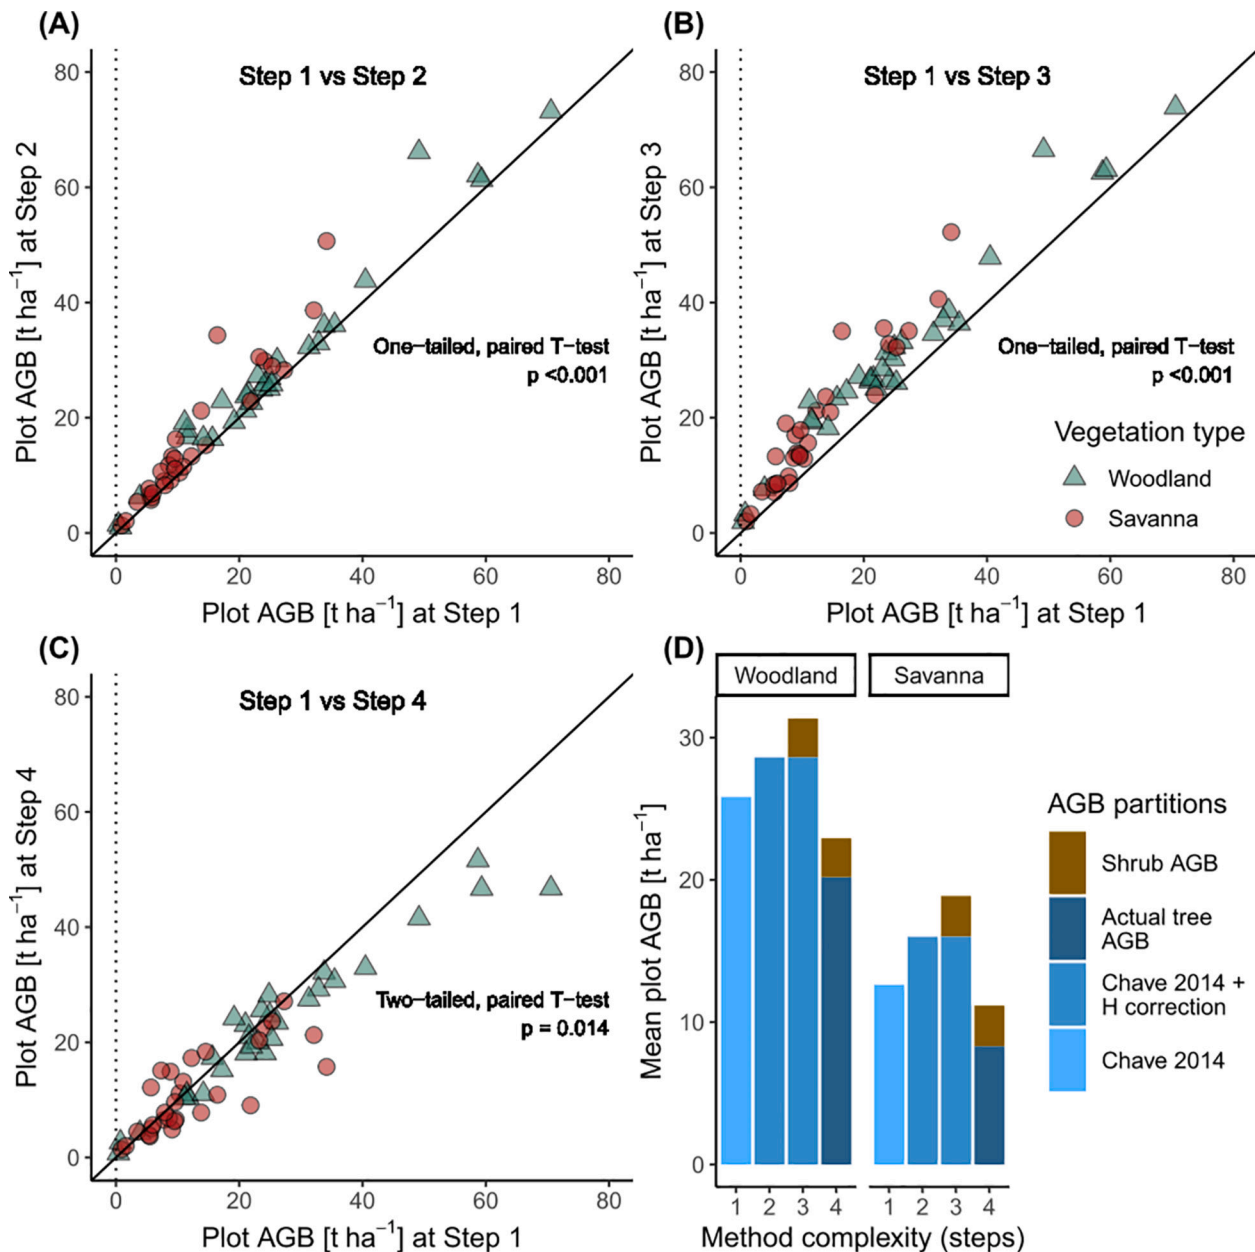 (A)
Step 1 vs Step 2
80
60
40
20
0
Plot AGB [t ha⁻¹] at Step 2
One−tailed, paired T−test
p <0.001
0 20 40 60 80
Plot AGB [t ha⁻¹] at Step 1
(B)
Step 1 vs Step 3
80
60
40
20
0
Plot AGB [t ha⁻¹] at Step 3
One−tailed, paired T−test
p <0.001
Vegetation type
Woodland
Savanna
0 20 40 60 80
Plot AGB [t ha⁻¹] at Step 1
(C)
Step 1 vs Step 4
80
60
40
20
0
Plot AGB [t ha⁻¹] at Step 4
Two−tailed, paired T−test
p = 0.014
0 20 40 60 80
Plot AGB [t ha⁻¹] at Step 1
(D)
Woodland Savanna
30
20
10
0
Mean plot AGB [t ha⁻¹]
1 2 3 4 1 2 3 4
Method complexity (steps)
AGB partitions
Shrub AGB
Actual tree
AGB
Chave 2014 +
H correction
Chave 2014